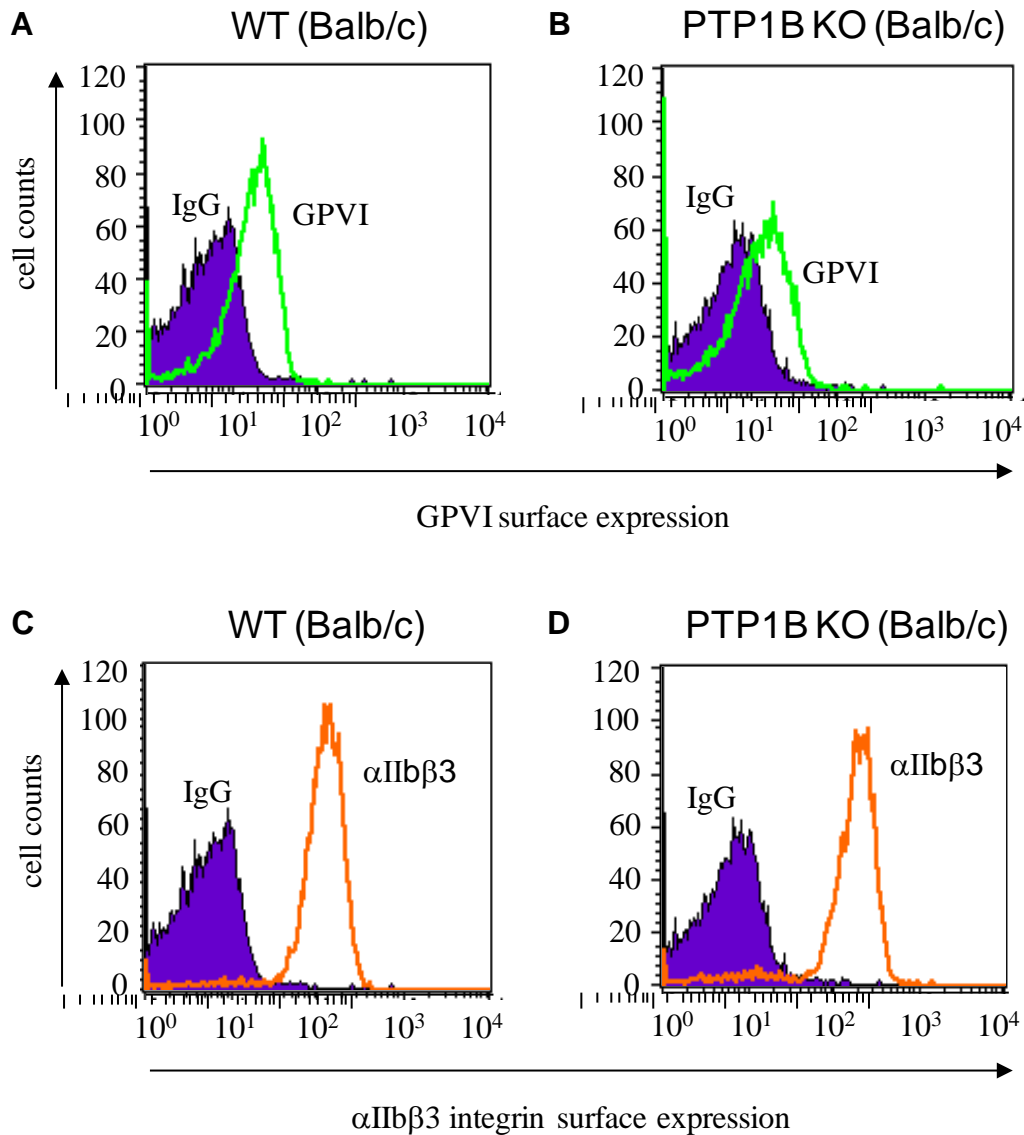 A WT (Balb/c)
B PTP1B KO (Balb/c)
120
100
80
60
40
20
0
cell counts
IgG
GPVI
10⁰ 10¹ 10² 10³ 10⁴
120
100
80
60
40
20
0
IgG
GPVI
10⁰ 10¹ 10² 10³ 10⁴
GPVI surface expression
C WT (Balb/c)
D PTP1B KO (Balb/c)
120
100
80
60
40
20
0
cell counts
IgG
αIIbβ3
10⁰ 10¹ 10² 10³ 10⁴
120
100
80
60
40
20
0
IgG
αIIbβ3
10⁰ 10¹ 10² 10³ 10⁴
αIIbβ3 integrin surface expression